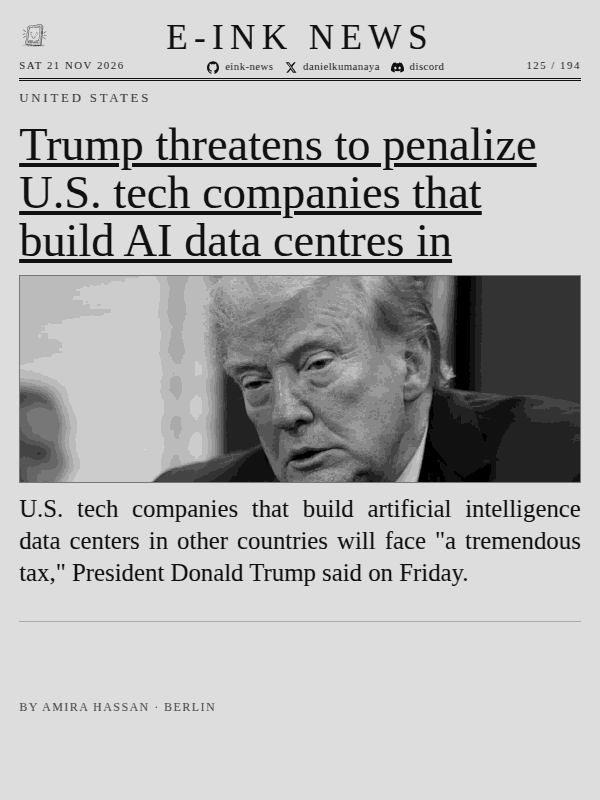 E-INK NEWS
SAT 21 NOV 2026
eink-news danielkumanaya discord
125 / 194
UNITED STATES
Trump threatens to penalize
U.S. tech companies that
build AI data centres in
U.S. tech companies that build artificial intelligence
data centers in other countries will face "a tremendous
tax," President Donald Trump said on Friday.
BY AMIRA HASSAN · BERLIN